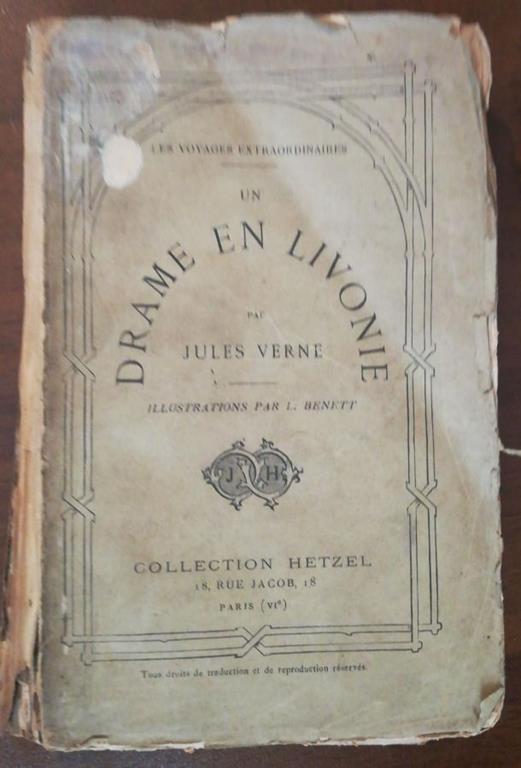 LES VOYAGES EXTRAORDINAIRES
UN
DRAME EN LIVONIE
PAR
JULES VERNE
ILLUSTRATIONS PAR L. BENETT
J H
COLLECTION HETZEL
18, RUE JACOB, 18
PARIS (VIe)
Tous droits de traduction et de reproduction réservés.